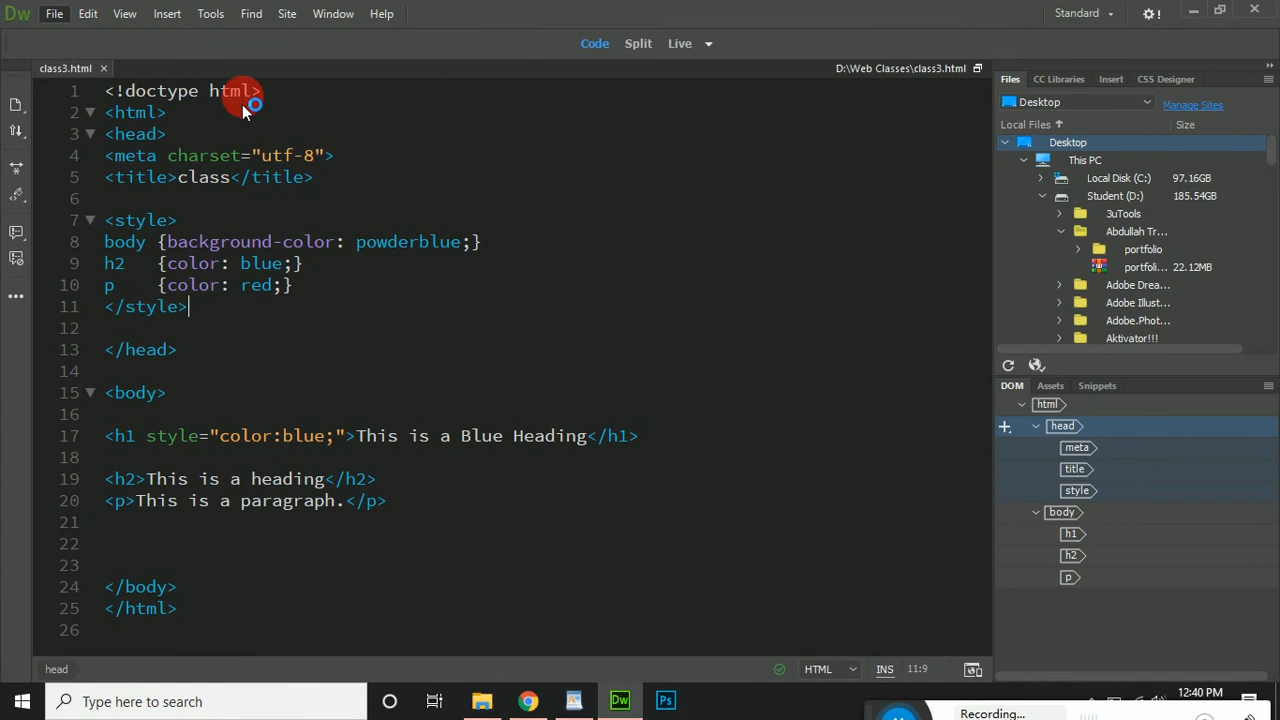 Dw File Edit View Insert Tools Find Site Window Help Standard
Code Split Live
class3.html D:\Web Classes\class3.html
1 <!doctype html>
2 <html>
3 <head>
4 <meta charset="utf-8">
5 <title>class</title>
6
7 <style>
8 body {background-color: powderblue;}
9 h2 {color: blue;}
10 p {color: red;}
11 </style>
12
13 </head>
14
15 <body>
16
17 <h1 style="color:blue;">This is a Blue Heading</h1>
18
19 <h2>This is a heading</h2>
20 <p>This is a paragraph.</p>
21
22
23
24 </body>
25 </html>
26
head HTML INS 11:9
Files CC Libraries Insert CSS Designer
Desktop Manage Sites
Local Files Size
Desktop
This PC
Local Disk (C:) 97.16GB
Student (D:) 185.54GB
3uTools
Abdullah Tr...
portfolio
portfoli... 22.12MB
Adobe Drea...
Adobe Illust...
Adobe.Phot...
Aktivator!!!
DOM Assets Snippets
html
head
meta
title
style
body
h1
h2
p
Type here to search Dw Ps 12:40 PM
Recording...